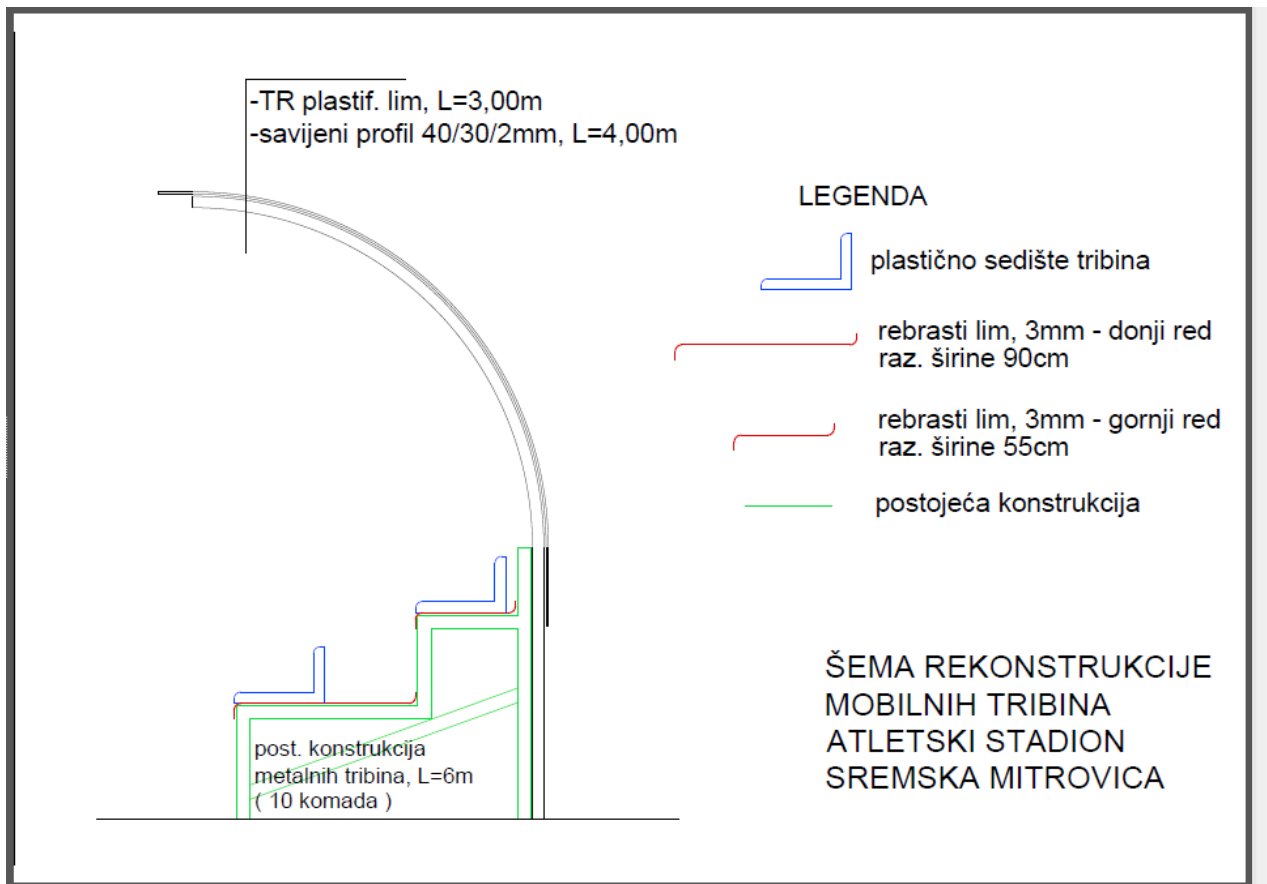 -TR plastif. lim, L=3,00m
-savijeni profil 40/30/2mm, L=4,00m
LEGENDA
plastično sedište tribina
rebrasti lim, 3mm - donji red
raz. širine 90cm
rebrasti lim, 3mm - gornji red
raz. širine 55cm
postojeća konstrukcija
post. konstrukcija
metalnih tribina, L=6m
( 10 komada )
ŠEMA REKONSTRUKCIJE
MOBILNIH TRIBINA
ATLETSKI STADION
SREMSKA MITROVICA